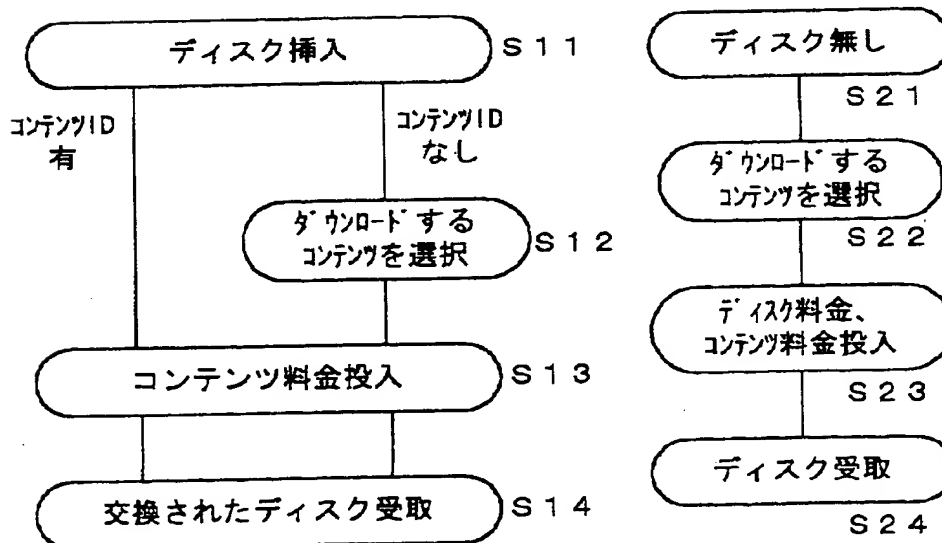 ディスク挿入
S11
コンテンツID
有
コンテンツID
なし
ダウンロードする
コンテンツを選択
S12
コンテンツ料金投入
S13
交換されたディスク受取
S14
ディスク無し
S21
ダウンロードする
コンテンツを選択
S22
ディスク料金、
コンテンツ料金投入
S23
ディスク受取
S24